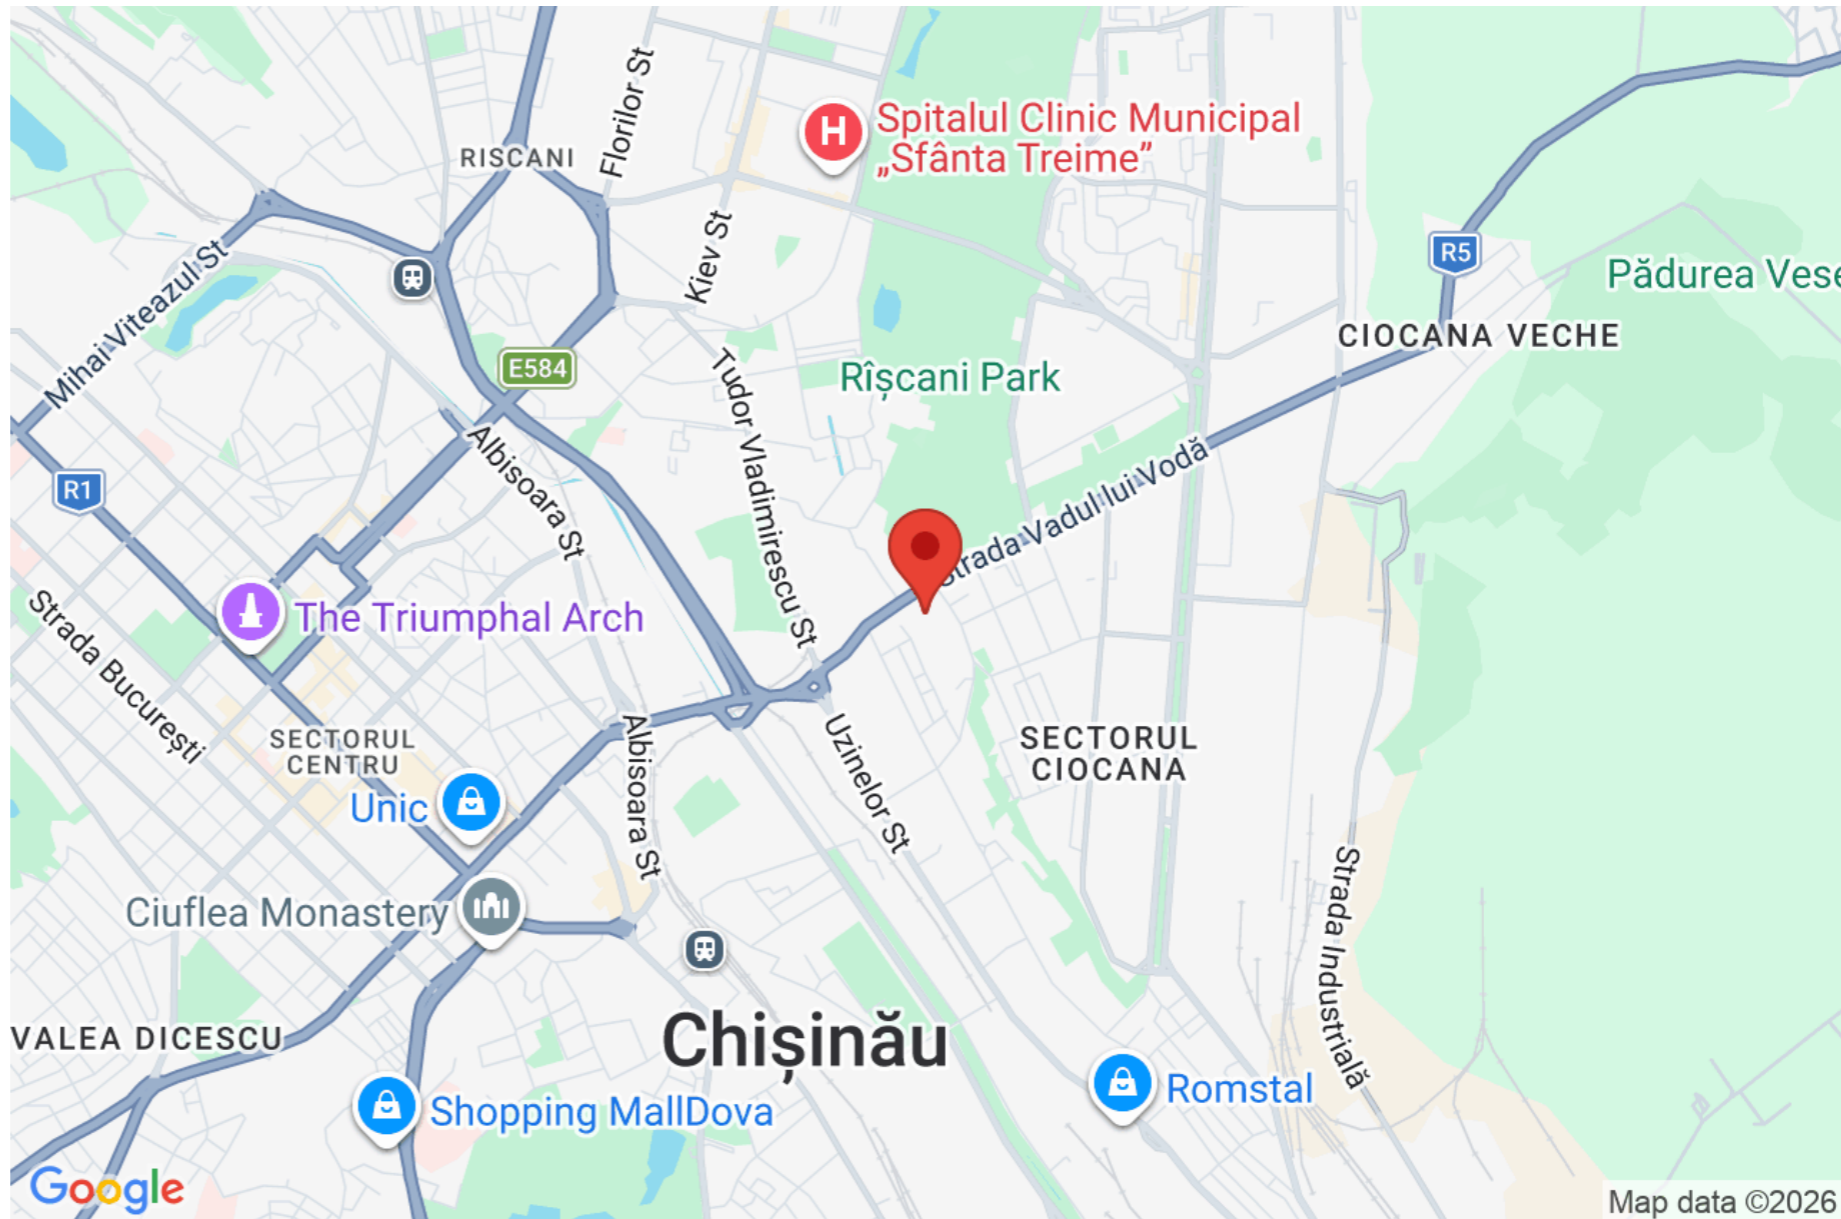 Spitalul Clinic Municipal
„Sfânta Treime”
RISCANI
Florilor St
Kiev St
R5
Pădurea Vese
CIOCANA VECHE
Mihai Viteazul St
E584
Rîșcani Park
Tudor Vladimirescu St
Albisoara St
Strada Vadul lui Vodă
R1
The Triumphal Arch
Strada București
SECTORUL
CENTRU
Albisoara St
Uzinelor St
SECTORUL
CIOCANA
Unic
Strada Industrială
Ciuflea Monastery
VALEA DICESCU
Chișinău
Romstal
Shopping MallDova
Google
Map data ©2026